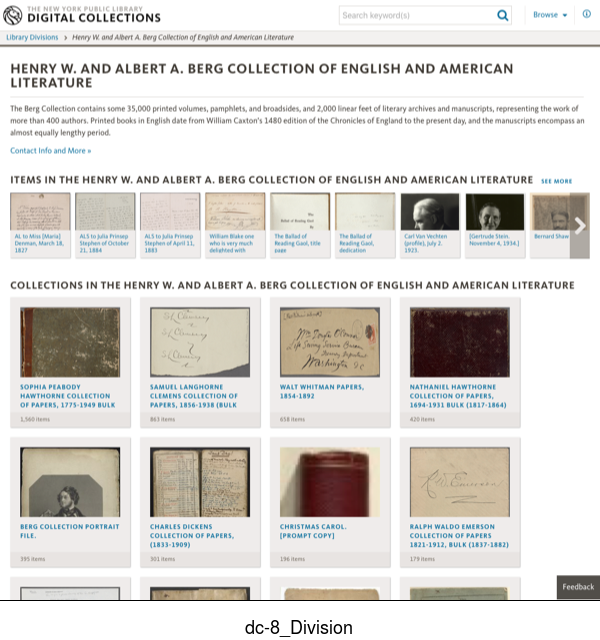 THE NEW YORK PUBLIC LIBRARY
DIGITAL COLLECTIONS
Search keyword(s)
Browse
Library Divisions > Henry W. and Albert A. Berg Collection of English and American Literature
HENRY W. AND ALBERT A. BERG COLLECTION OF ENGLISH AND AMERICAN
LITERATURE
The Berg Collection contains some 35,000 printed volumes, pamphlets, and broadsides, and 2,000 linear feet of literary archives and manuscripts, representing the work of
more than 400 authors. Printed books in English date from William Caxton's 1480 edition of the Chronicles of England to the present day, and the manuscripts encompass an
almost equally lengthy period.
Contact Info and More »
ITEMS IN THE HENRY W. AND ALBERT A. BERG COLLECTION OF ENGLISH AND AMERICAN LITERATURE SEE MORE
AL to Miss [Maria]
Denman, March 18,
1827
ALS to Julia Prinsep
Stephen of October
21, 1884
ALS to Julia Prinsep
Stephen of April 11,
1883
William Blake one
who is very much
delighted with
The Ballad of
Reading Gaol, title
page
The Ballad of
Reading Gaol,
dedication
Carl Van Vechten
(profile), July 2,
1923.
[Gertrude Stein,
November 4, 1934.]
Bernard Shaw
COLLECTIONS IN THE HENRY W. AND ALBERT A. BERG COLLECTION OF ENGLISH AND AMERICAN LITERATURE
SOPHIA PEABODY
HAWTHORNE COLLECTION
OF PAPERS, 1775-1949 BULK
1,560 items
SAMUEL LANGHORNE
CLEMENS COLLECTION OF
PAPERS, 1856-1938 (BULK
863 items
WALT WHITMAN PAPERS,
1854-1892
658 items
NATHANIEL HAWTHORNE
COLLECTION OF PAPERS,
1694-1931 BULK (1817-1864)
420 items
BERG COLLECTION PORTRAIT
FILE.
395 items
CHARLES DICKENS
COLLECTION OF PAPERS,
(1833-1909)
301 items
CHRISTMAS CAROL.
[PROMPT COPY]
196 items
RALPH WALDO EMERSON
COLLECTION OF PAPERS
1821-1912, BULK (1837-1882)
179 items
Feedback
dc-8_Division